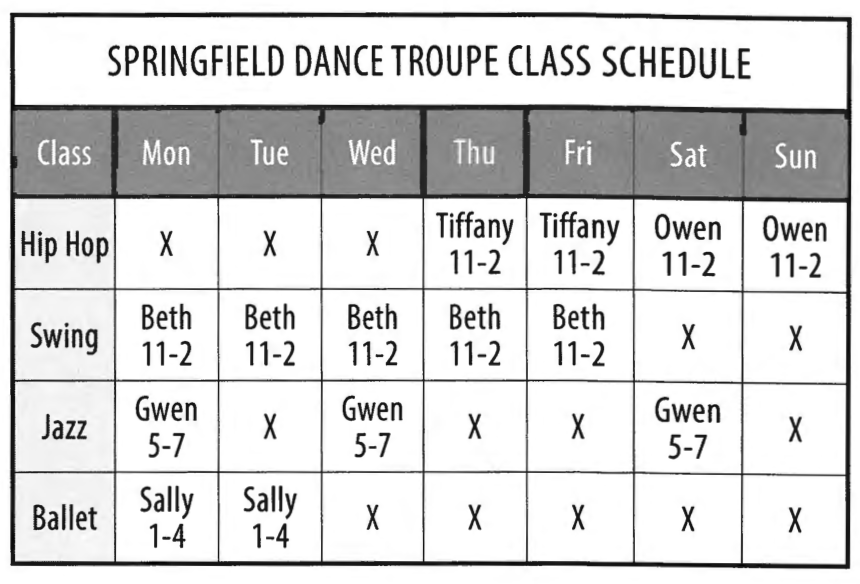 SPRINGFIELD DANCE TROUPE CLASS SCHEDULE
Class Mon Tue Wed Thu Fri Sat Sun
Hip Hop X X X Tiffany 11-2 Tiffany 11-2 Owen 11-2 Owen 11-2
Swing Beth 11-2 Beth 11-2 Beth 11-2 Beth 11-2 Beth 11-2 X X
Jazz Gwen 5-7 X Gwen 5-7 X X Gwen 5-7 X
Ballet Sally 1-4 Sally 1-4 X X X X X